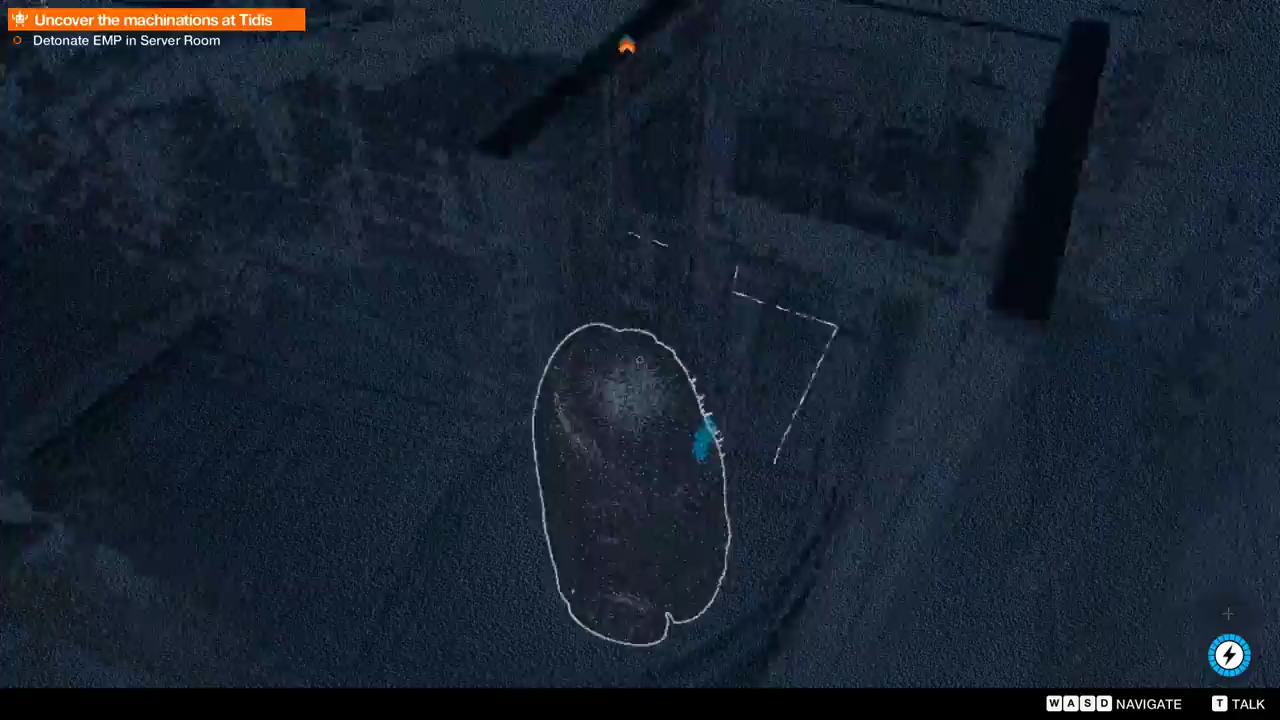 Uncover the machinations at Tidis
Detonate EMP in Server Room
W A S D NAVIGATE T TALK